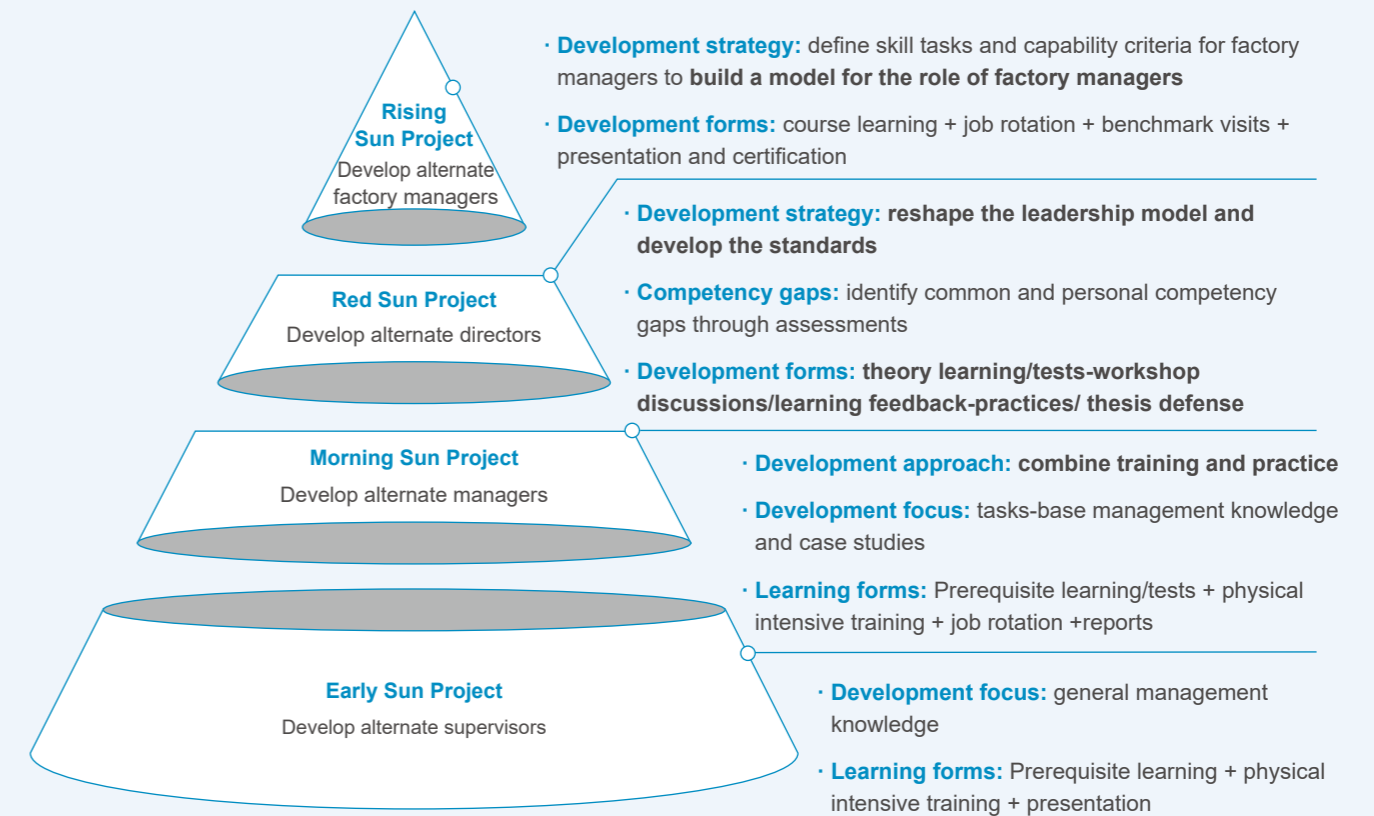 Rising
Sun Project
Develop alternate
factory managers
· Development strategy: define skill tasks and capability criteria for factory
managers to build a model for the role of factory managers
· Development forms: course learning + job rotation + benchmark visits +
presentation and certification
Red Sun Project
Develop alternate directors
· Development strategy: reshape the leadership model and
develop the standards
· Competency gaps: identify common and personal competency
gaps through assessments
· Development forms: theory learning/tests-workshop
discussions/learning feedback-practices/ thesis defense
Morning Sun Project
Develop alternate managers
· Development approach: combine training and practice
· Development focus: tasks-base management knowledge
and case studies
· Learning forms: Prerequisite learning/tests + physical
intensive training + job rotation +reports
Early Sun Project
Develop alternate supervisors
· Development focus: general management
knowledge
· Learning forms: Prerequisite learning + physical
intensive training + presentation